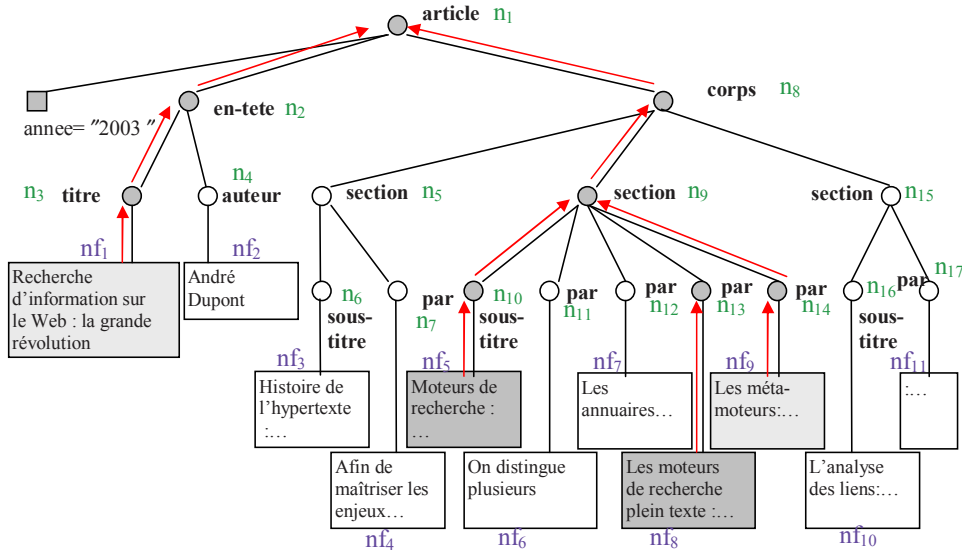 article n1
annee= "2003 "
en-tete n2
corps n8
n3 titre
n4
auteur
section n5
section n9
section n15
nf1
nf2
Recherche
d'information sur
le Web : la grande
révolution
André
Dupont
n6
sous-
titre
par
n7
n10
sous-
titre
par
n11
par
n12
par
n13
par
n14
n16
sous-
titre
par
n17
nf3
nf5
nf7
nf9
nf11
Histoire de
l'hypertexte
:…
Moteurs de
recherche :
…
Les
annuaires…
Les méta-
moteurs:…
:…
Afin de
maîtriser les
enjeux…
On distingue
plusieurs
Les moteurs
de recherche
plein texte :…
L'analyse
des liens:…
nf4
nf6
nf8
nf10